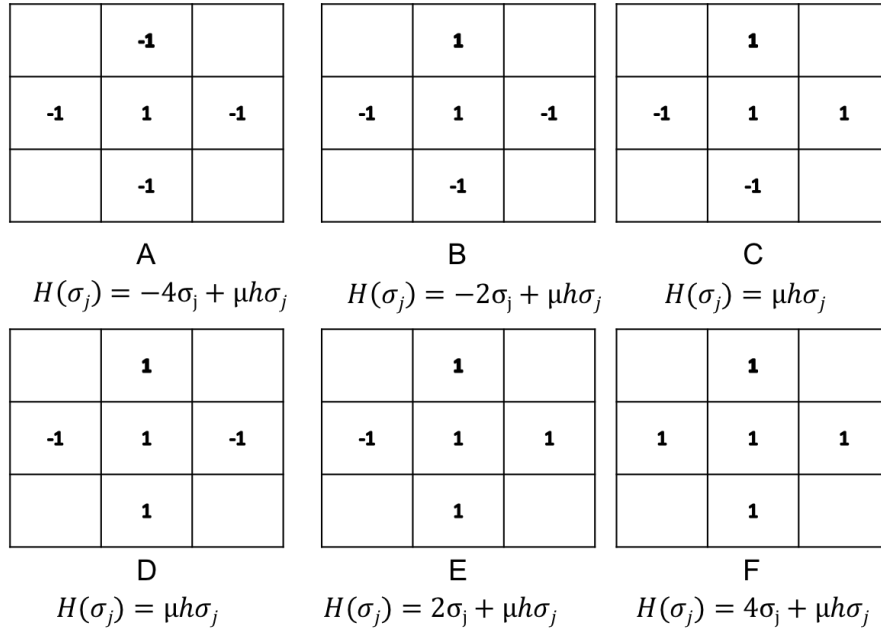 -1 1 1
-1 1 -1 -1 1 -1 -1 1 1
-1 -1 -1
A B C
H(σⱼ) = −4σⱼ + μhσⱼ H(σⱼ) = −2σⱼ + μhσⱼ H(σⱼ) = μhσⱼ
1 1 1
-1 1 -1 -1 1 1 1 1 1
1 1 1
D E F
H(σⱼ) = μhσⱼ H(σⱼ) = 2σⱼ + μhσⱼ H(σⱼ) = 4σⱼ + μhσⱼ